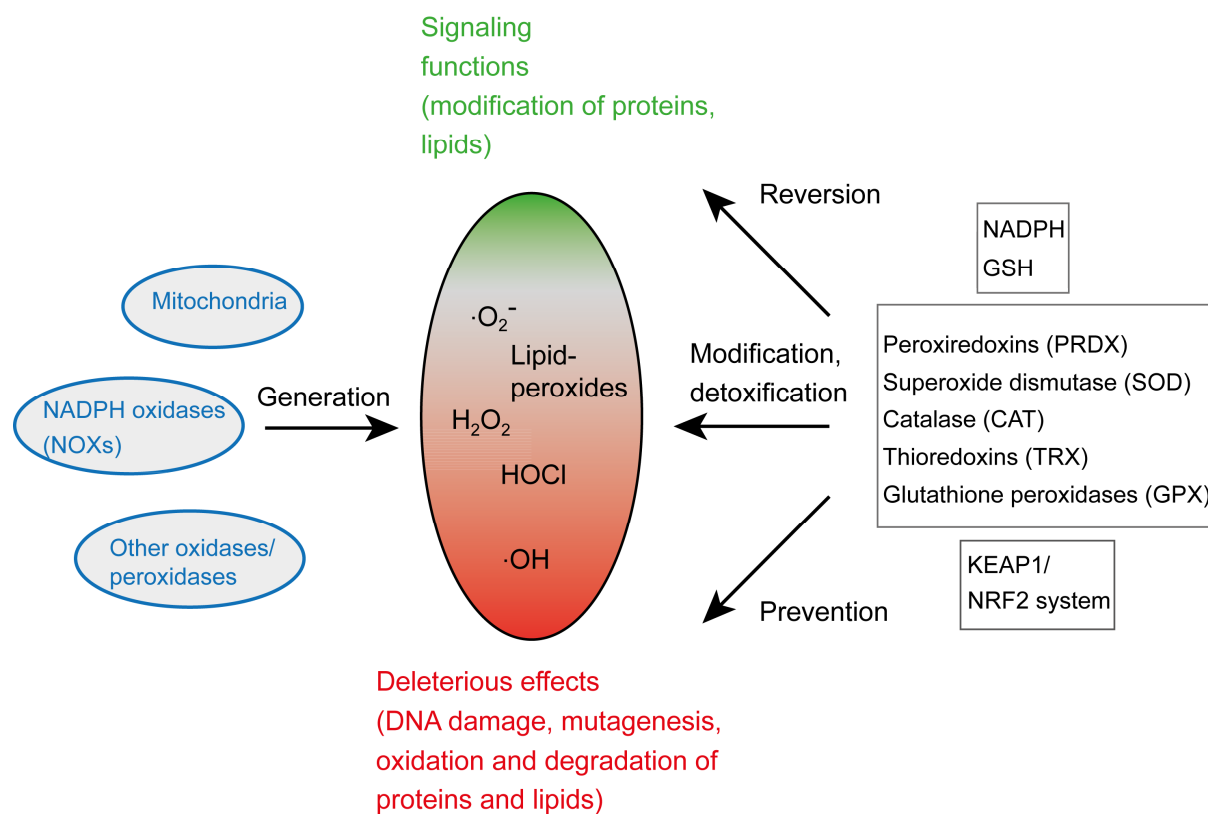 Signaling
functions
(modification of proteins,
lipids)
Mitochondria
NADPH oxidases
(NOXs)
Other oxidases/
peroxidases
Generation
·O₂⁻
Lipid-
peroxides
H₂O₂
HOCl
·OH
Reversion
Modification,
detoxification
Prevention
NADPH
GSH
Peroxiredoxins (PRDX)
Superoxide dismutase (SOD)
Catalase (CAT)
Thioredoxins (TRX)
Glutathione peroxidases (GPX)
KEAP1/
NRF2 system
Deleterious effects
(DNA damage, mutagenesis,
oxidation and degradation of
proteins and lipids)